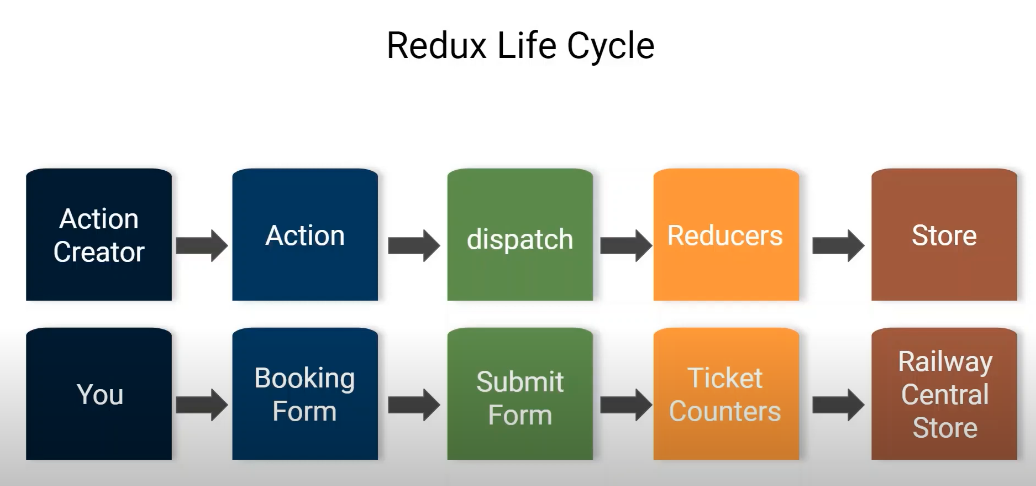 Redux Life Cycle
Action
Creator
Action
dispatch
Reducers
Store
You
Booking
Form
Submit
Form
Ticket
Counters
Railway
Central
Store